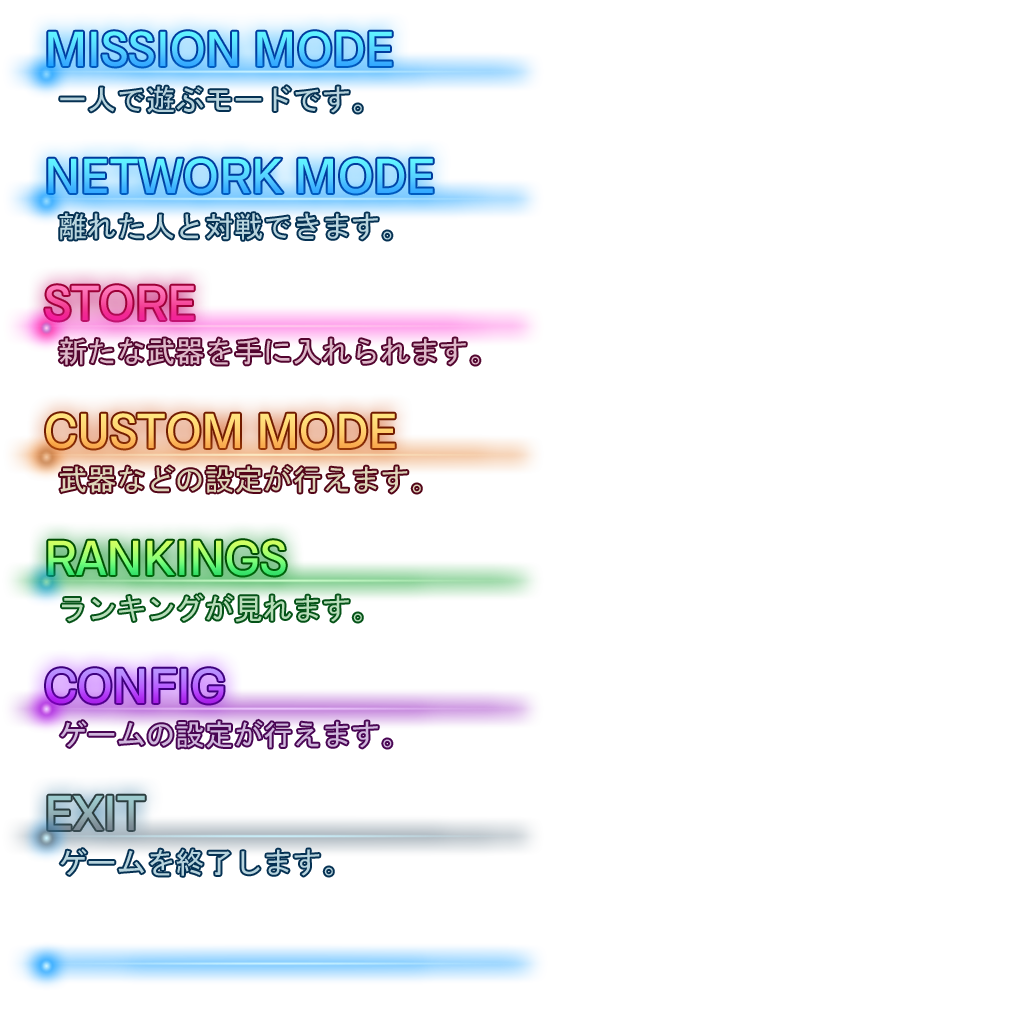 MISSION MODE
一人で遊ぶモードです。
NETWORK MODE
離れた人と対戦できます。
STORE
新たな武器を手に入れられます。
CUSTOM MODE
武器などの設定が行えます。
RANKINGS
ランキングが見れます。
CONFIG
ゲームの設定が行えます。
EXIT
ゲームを終了します。